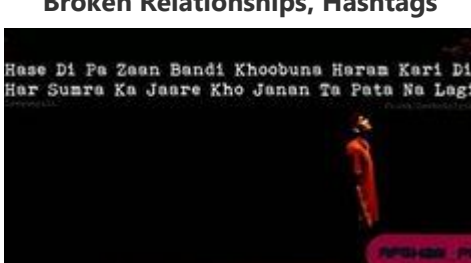 Broken Relationships, Hashtags
Hase Di Pa Zaan Bandi Khoobuna Haram Kari Di
Har Sumra Ka Jaare Kho Janan Ta Pata Na Lagi